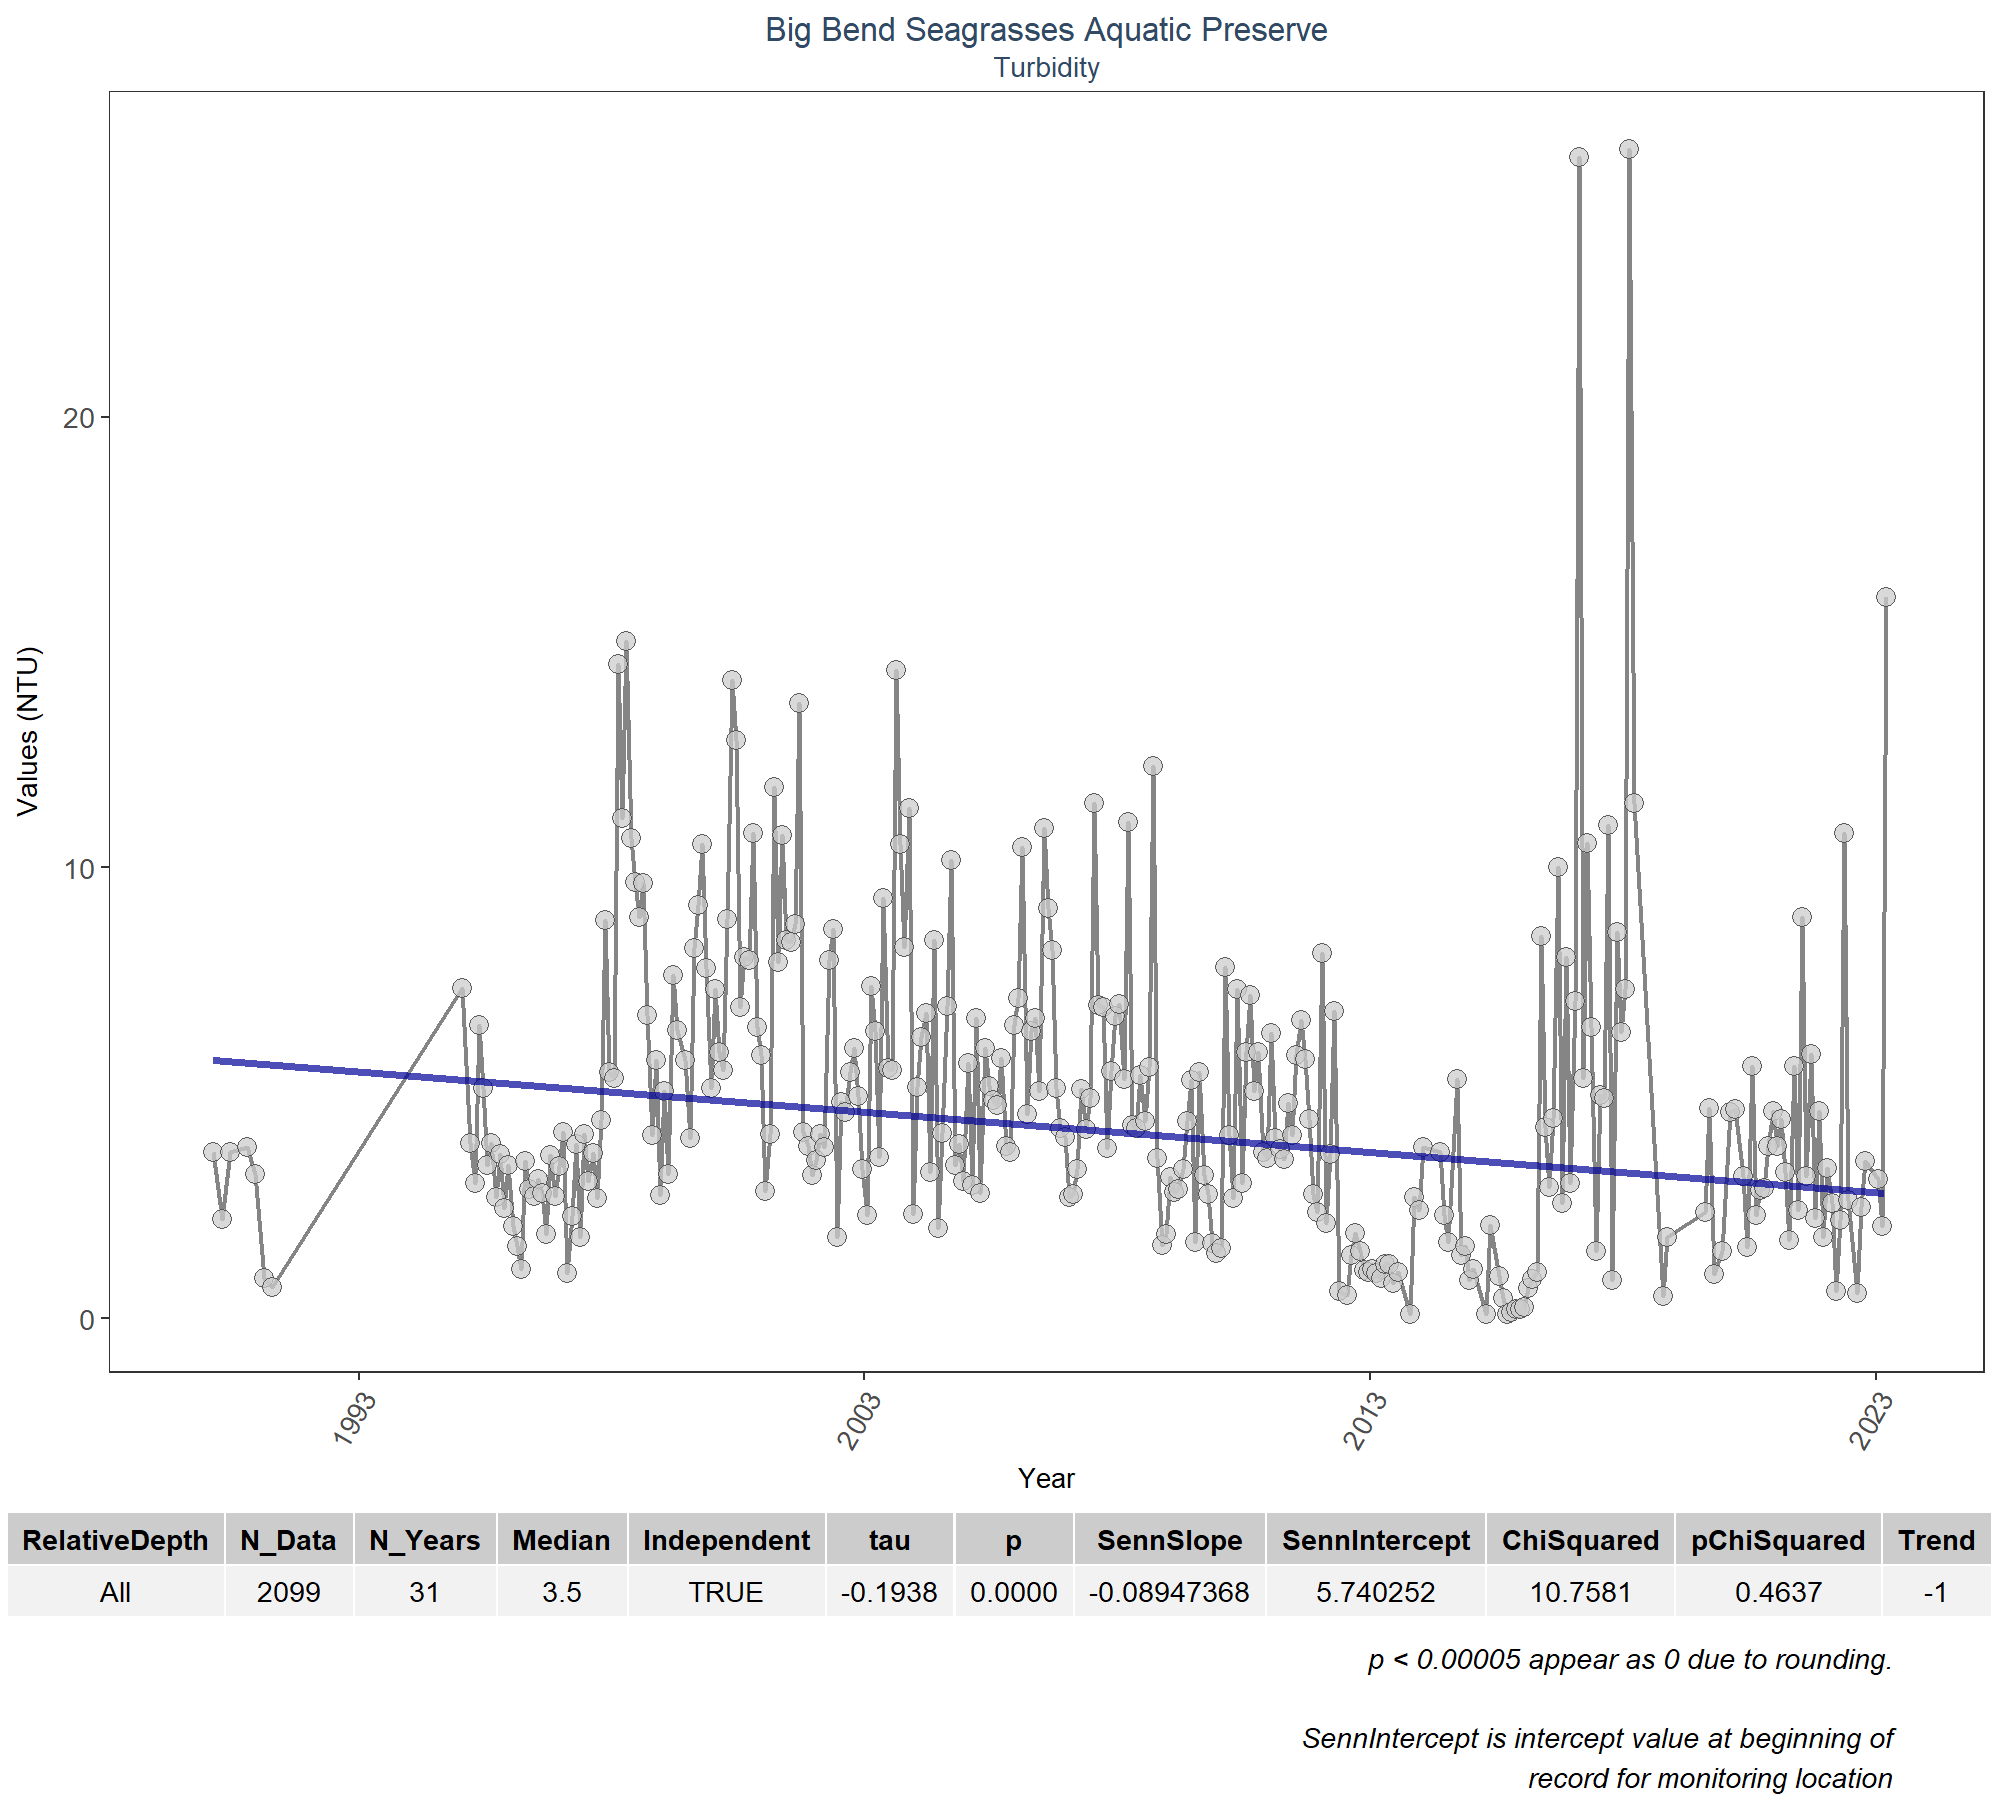 Big Bend Seagrasses Aquatic Preserve
Turbidity
Values (NTU)
20
10
0
1993
2003
2013
2023
Year
RelativeDepth N_Data N_Years Median Independent tau p SennSlope SennIntercept ChiSquared pChiSquared Trend
All 2099 31 3.5 TRUE -0.1938 0.0000 -0.08947368 5.740252 10.7581 0.4637 -1
p < 0.00005 appear as 0 due to rounding.
SennIntercept is intercept value at beginning of
record for monitoring location